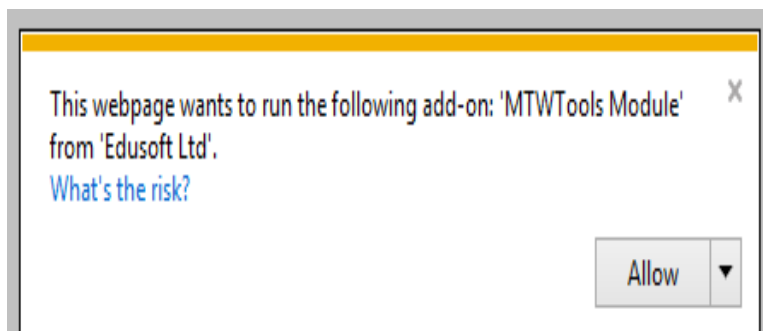 This webpage wants to run the following add-on: 'MTWTools Module'
from 'Edusoft Ltd'.
What's the risk?
Allow